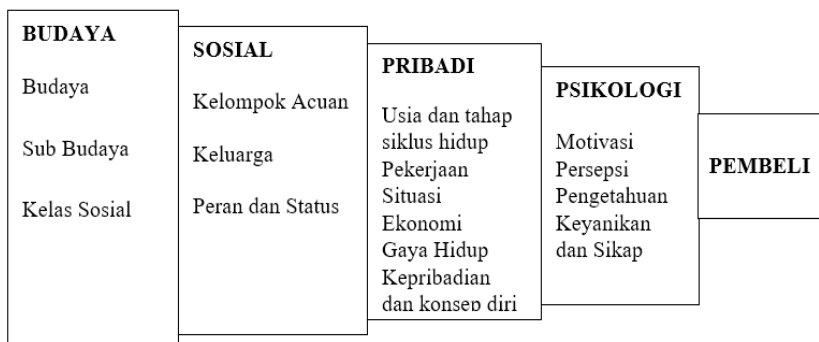 BUDAYA
Budaya
Sub Budaya
Kelas Sosial
SOSIAL
Kelompok Acuan
Keluarga
Peran dan Status
PRIBADI
Usia dan tahap
siklus hidup
Pekerjaan
Situasi
Ekonomi
Gaya Hidup
Kepribadian
dan konsep diri
PSIKOLOGI
Motivasi
Persepsi
Pengetahuan
Keyanikan
dan Sikap
PEMBELI